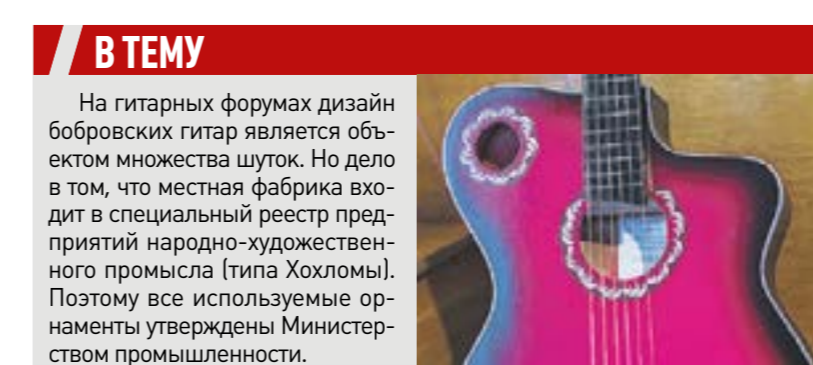 В ТЕМУ
На гитарных форумах дизайн
бобровских гитар является объ-
ектом множества шуток. Но дело
в том, что местная фабрика вхо-
дит в специальный реестр пред-
приятий народно-художествен-
ного промысла (типа Хохломы).
Поэтому все используемые ор-
наменты утверждены Министер-
ством промышленности.